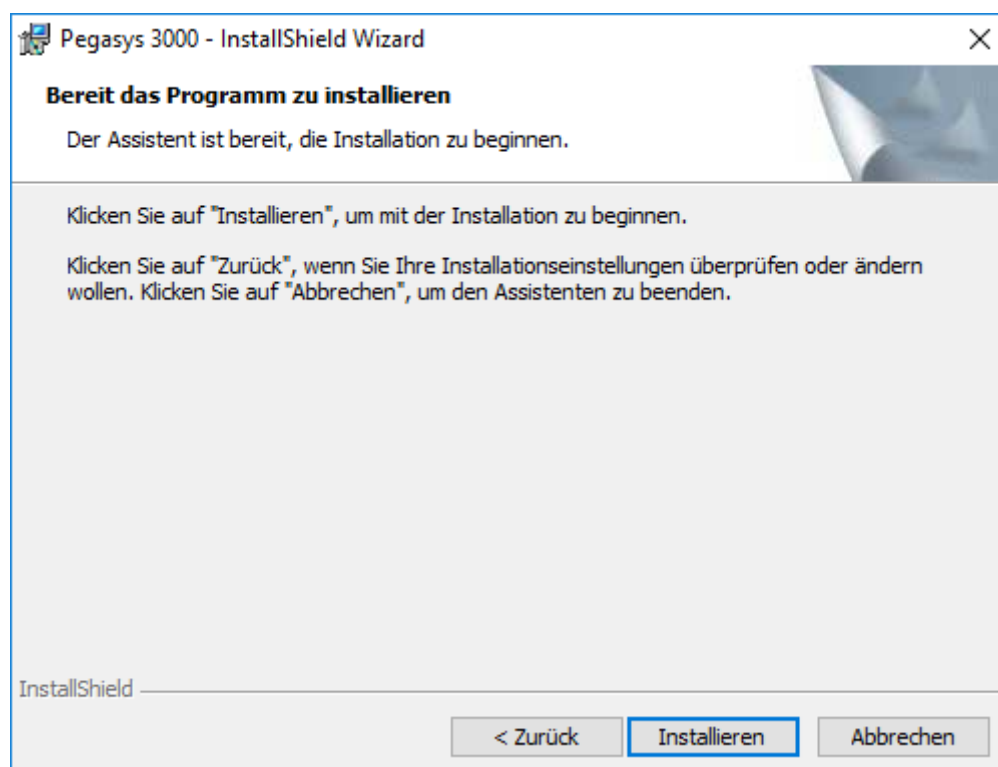 Pegasys 3000 - InstallShield Wizard
Bereit das Programm zu installieren
Der Assistent ist bereit, die Installation zu beginnen.
Klicken Sie auf "Installieren", um mit der Installation zu beginnen.
Klicken Sie auf "Zurück", wenn Sie Ihre Installationseinstellungen überprüfen oder ändern
wollen. Klicken Sie auf "Abbrechen", um den Assistenten zu beenden.
InstallShield
< Zurück
Installieren
Abbrechen